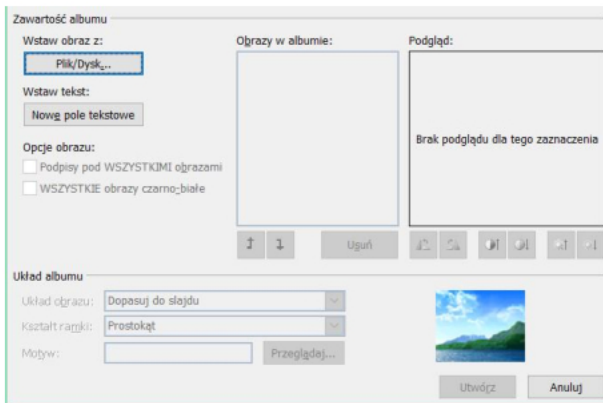 Zawartość albumu
Wstaw obraz z:
Plik/Dysk...
Wstaw tekst:
Nowe pole tekstowe
Opcje obrazu:
Podpisy pod WSZYSTKIMI obrazami
WSZYSTKIE obrazy czarno-białe
Obrazy w albumie:
Usuń
Podgląd:
Brak podglądu dla tego zaznaczenia
Układ albumu
Układ obrazu: Dopasuj do slajdu
Kształt ramki: Prostokąt
Motyw: Przeglądaj...
Utwórz Anuluj